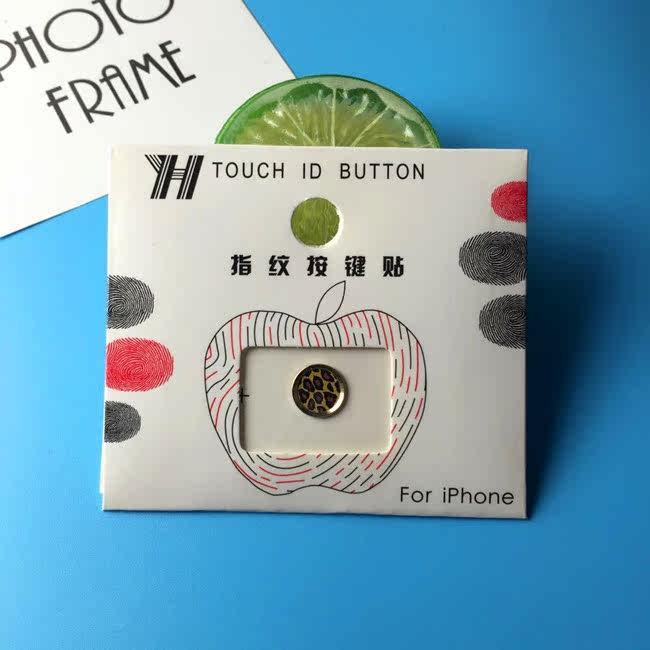 PHOTO
FRAME
YH TOUCH ID BUTTON
指纹按键贴
For iPhone